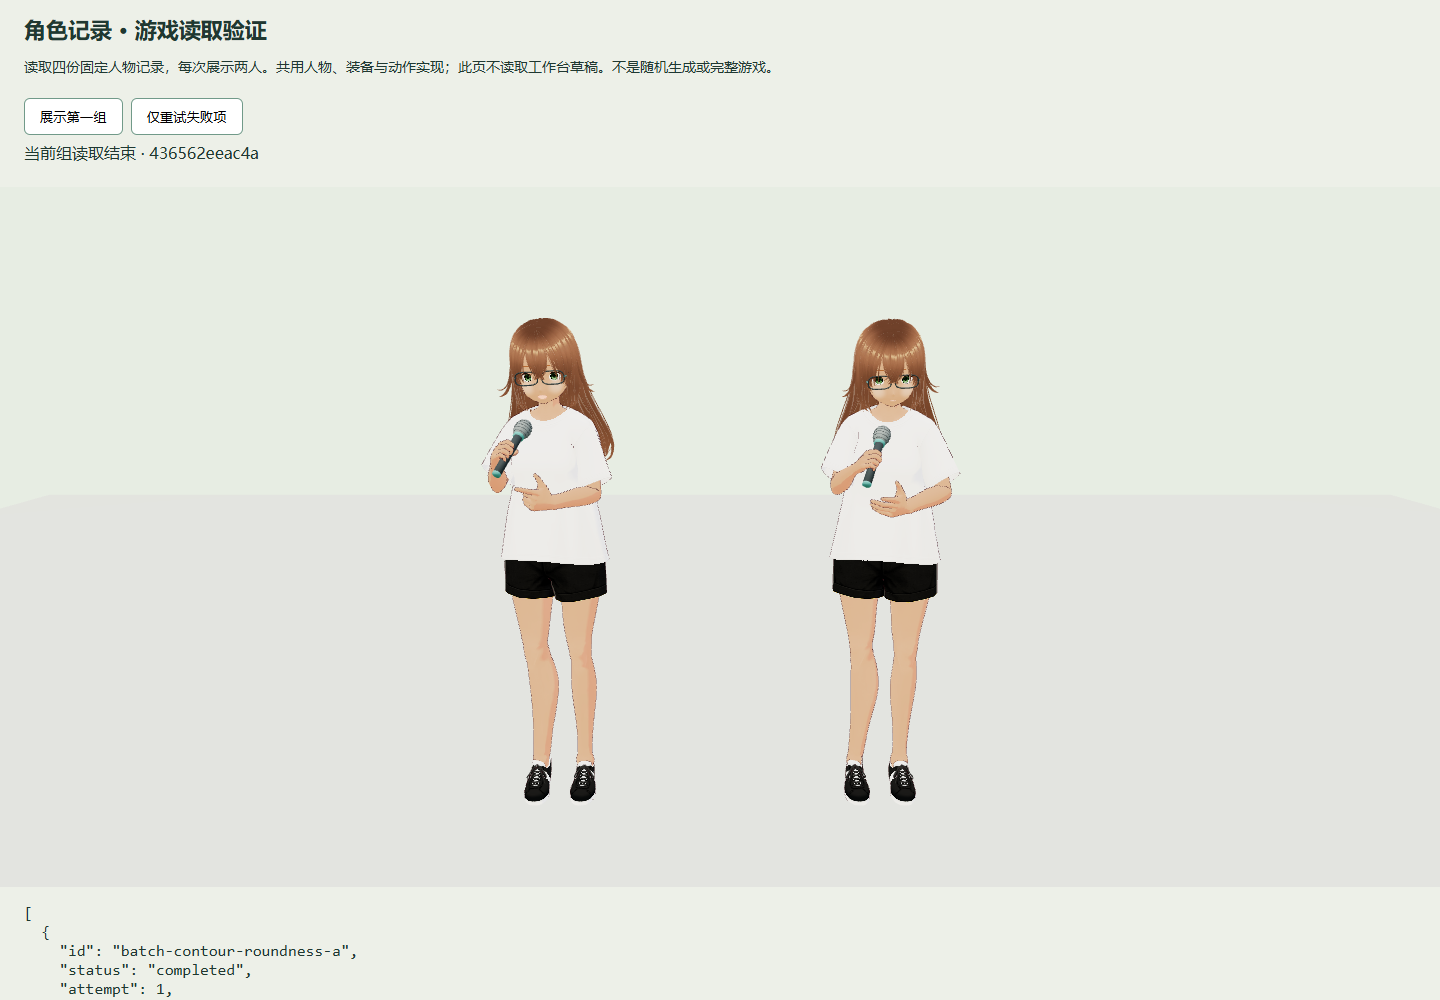 角色记录 • 游戏读取验证
读取四份固定人物记录，每次展示两人。共用人物、装备与动作实现；此页不读取工作台草稿。不是随机生成或完整游戏。
展示第一组 仅重试失败项
当前组读取结束 · 436562eeac4a
[
  {
    "id": "batch-contour-roundness-a",
    "status": "completed",
    "attempt": 1,